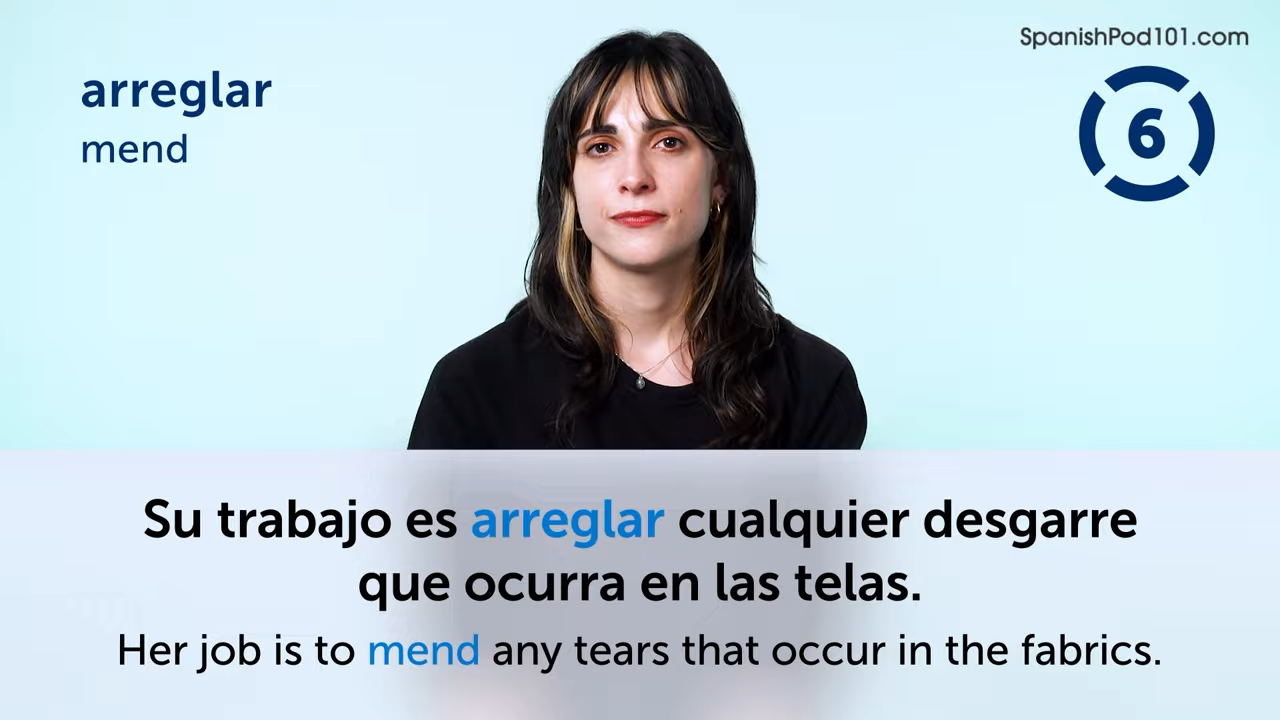 SpanishPod101.com
arreglar
mend
6
Su trabajo es arreglar cualquier desgarre
que ocurra en las telas.
Her job is to mend any tears that occur in the fabrics.